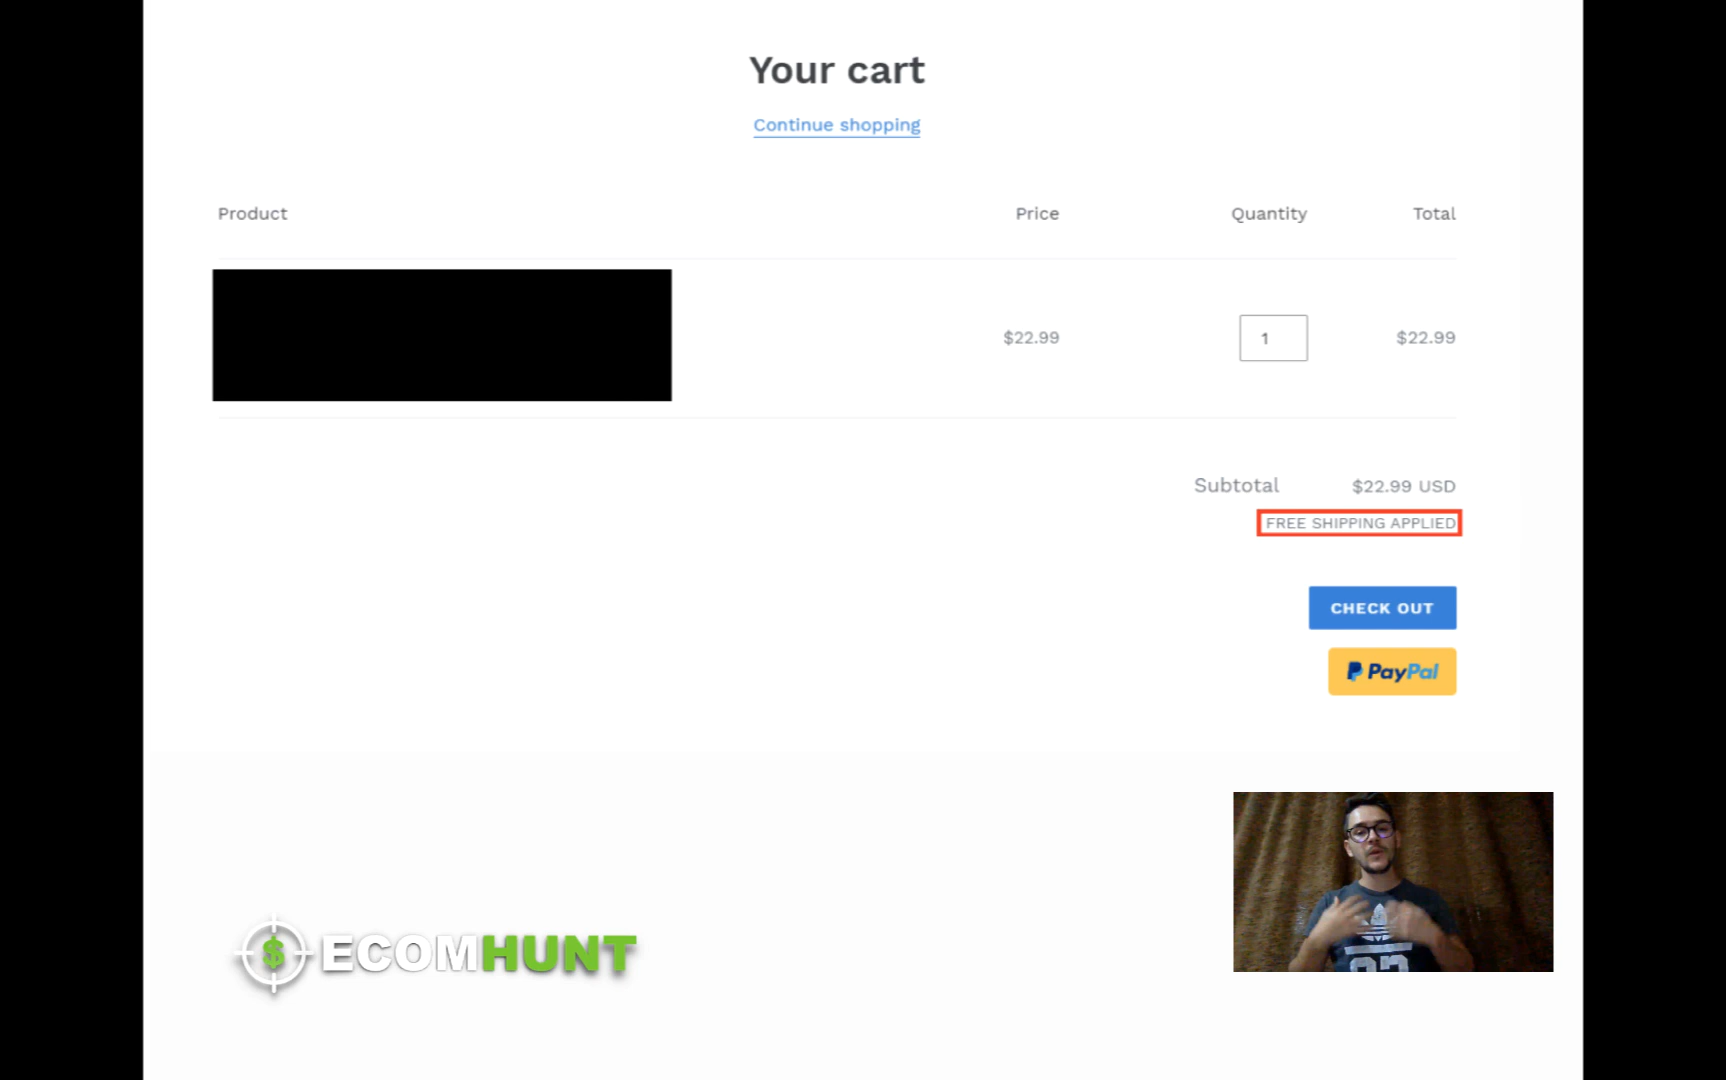 Your cart
Continue shopping
Product Price Quantity Total
$22.99 1 $22.99
Subtotal $22.99 USD
FREE SHIPPING APPLIED
CHECK OUT
PayPal
$ ECOMHUNT